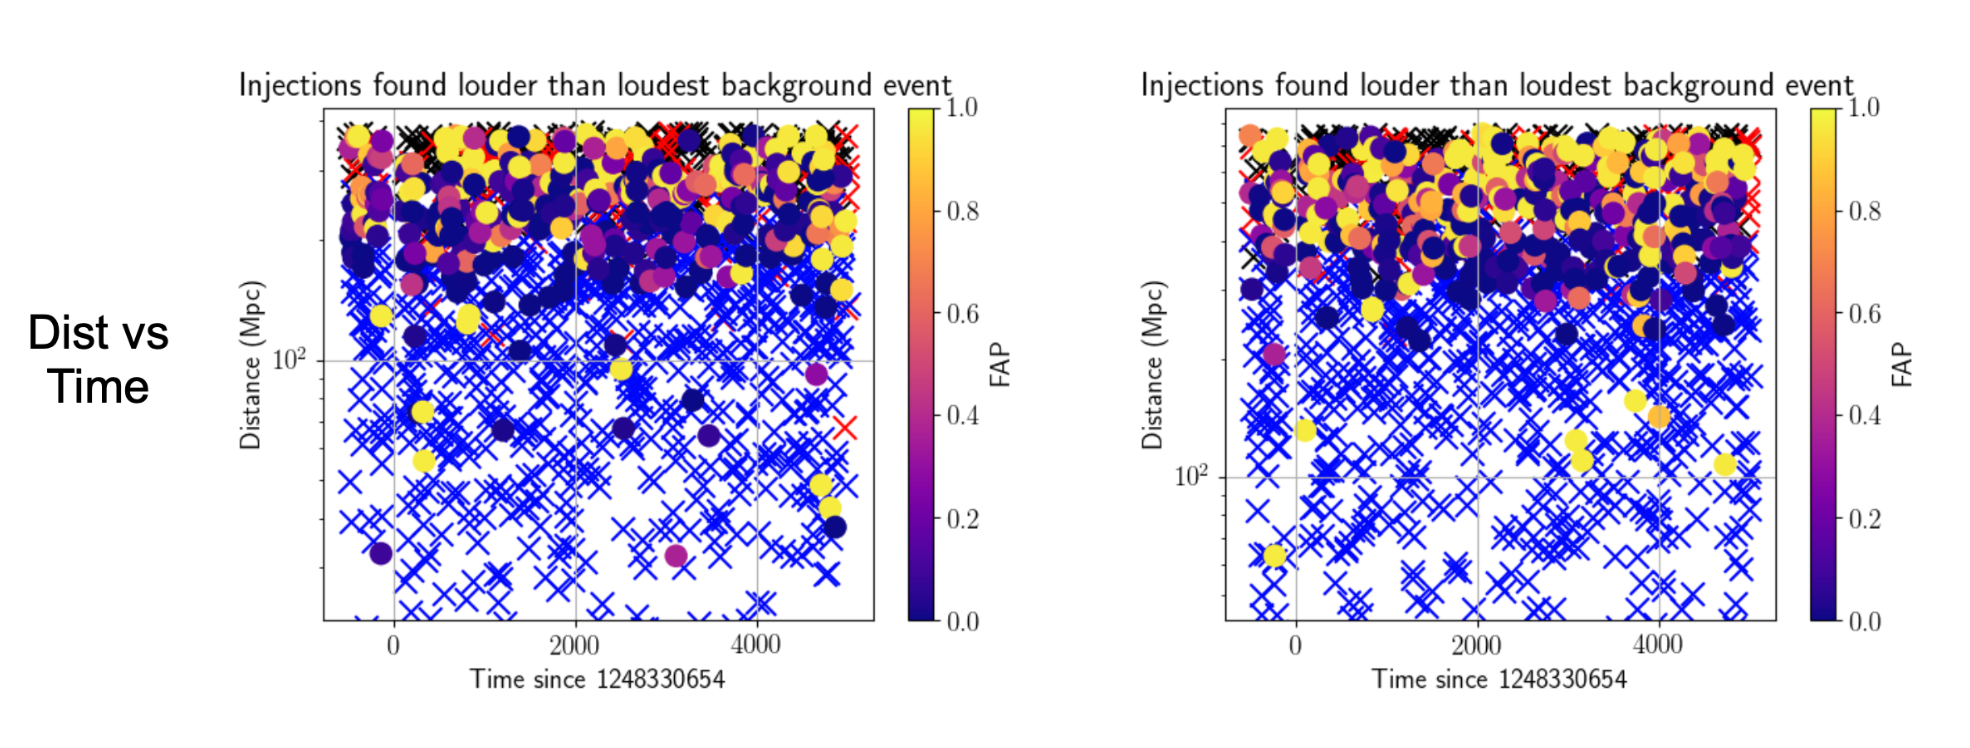 Dist vs
Time
Injections found louder than loudest background event
Distance (Mpc)
10²
0
2000
4000
Time since 1248330654
1.0
0.8
0.6
0.4
0.2
0.0
FAP
Injections found louder than loudest background event
Distance (Mpc)
10²
0
2000
4000
Time since 1248330654
1.0
0.8
0.6
0.4
0.2
0.0
FAP